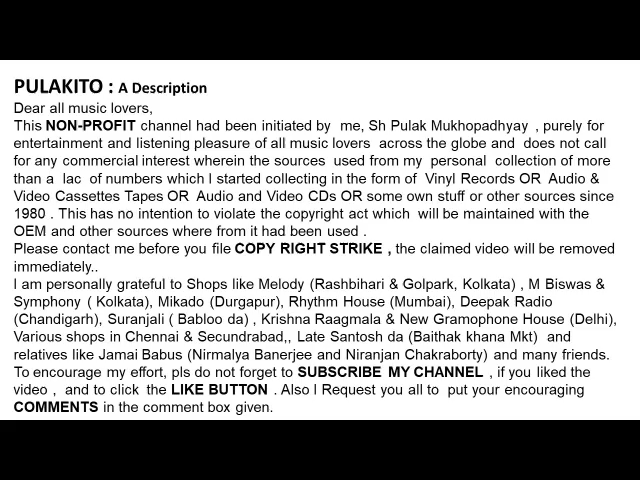 PULAKITO : A Description
Dear all music lovers,
This NON-PROFIT channel had been initiated by me, Sh Pulak Mukhopadhyay , purely for
entertainment and listening pleasure of all music lovers across the globe and does not call
for any commercial interest wherein the sources used from my personal collection of more
than a lac of numbers which I started collecting in the form of Vinyl Records OR Audio &
Video Cassettes Tapes OR Audio and Video CDs OR some own stuff or other sources since
1980 . This has no intention to violate the copyright act which will be maintained with the
OEM and other sources where from it had been used .
Please contact me before you file COPY RIGHT STRIKE , the claimed video will be removed
immediately..
I am personally grateful to Shops like Melody (Rashbihari & Golpark, Kolkata) , M Biswas &
Symphony ( Kolkata), Mikado (Durgapur), Rhythm House (Mumbai), Deepak Radio
(Chandigarh), Suranjali ( Babloo da) , Krishna Raagmala & New Gramophone House (Delhi),
Various shops in Chennai & Secundrabad,, Late Santosh da (Baithak khana Mkt) and
relatives like Jamai Babus (Nirmalya Banerjee and Niranjan Chakraborty) and many friends.
To encourage my effort, pls do not forget to SUBSCRIBE MY CHANNEL , if you liked the
video , and to click the LIKE BUTTON . Also I Request you all to put your encouraging
COMMENTS in the comment box given.